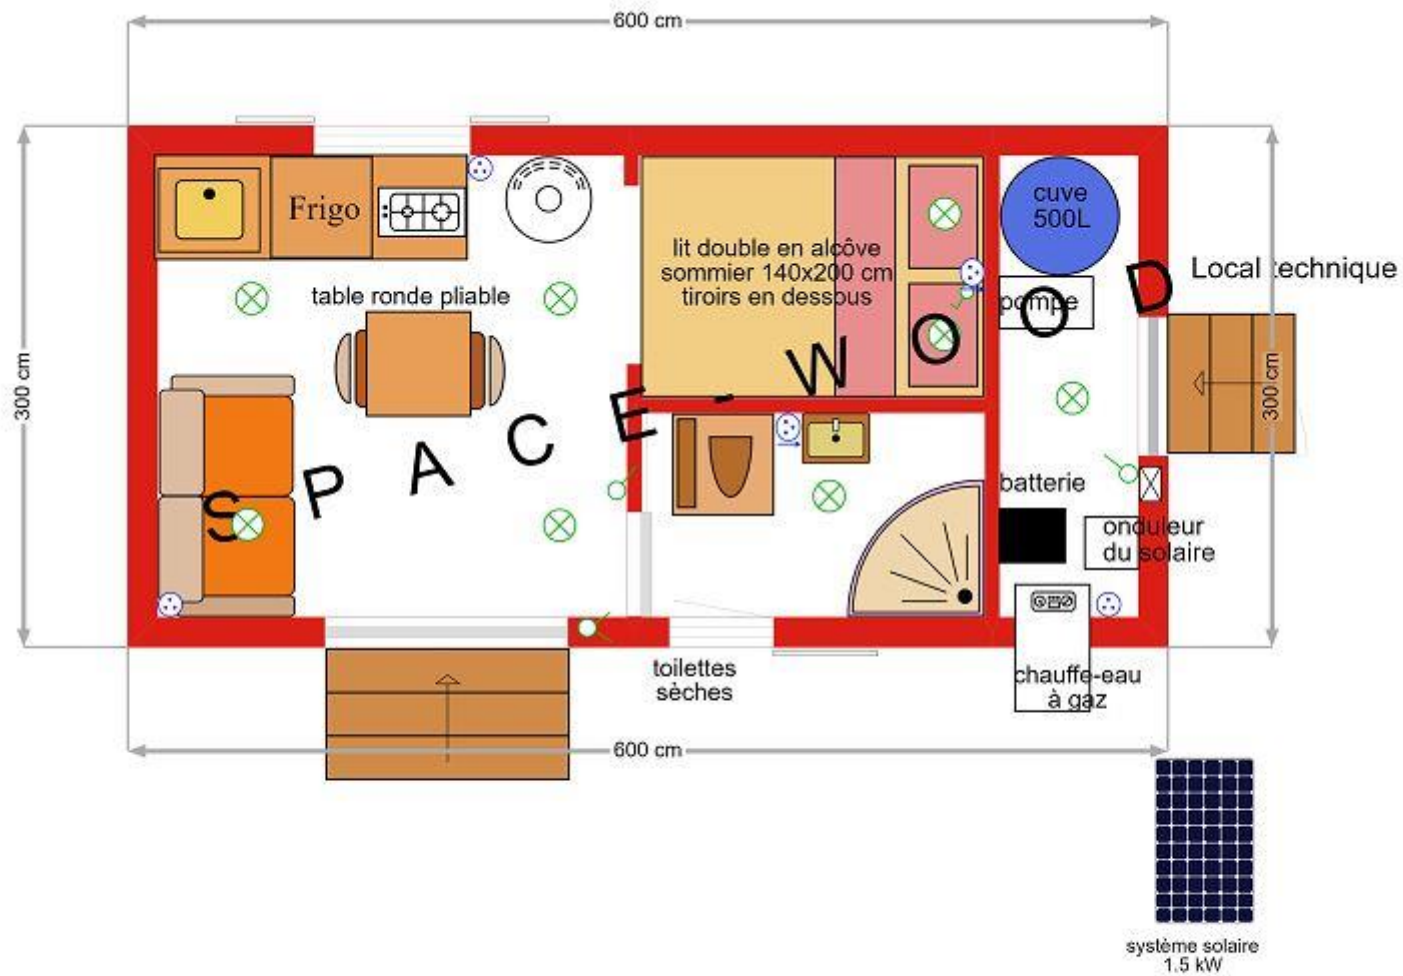 600 cm
cuve
500L
Frigo
lit double en alcôve
sommier 140x200 cm
tiroirs en dessous
Local technique
table ronde pliable
pompe
300 cm
300 cm
SPACE-WOOD
batterie
onduleur
du solaire
toilettes
sèches
chauffe-eau
à gaz
600 cm
système solaire
1.5 kW